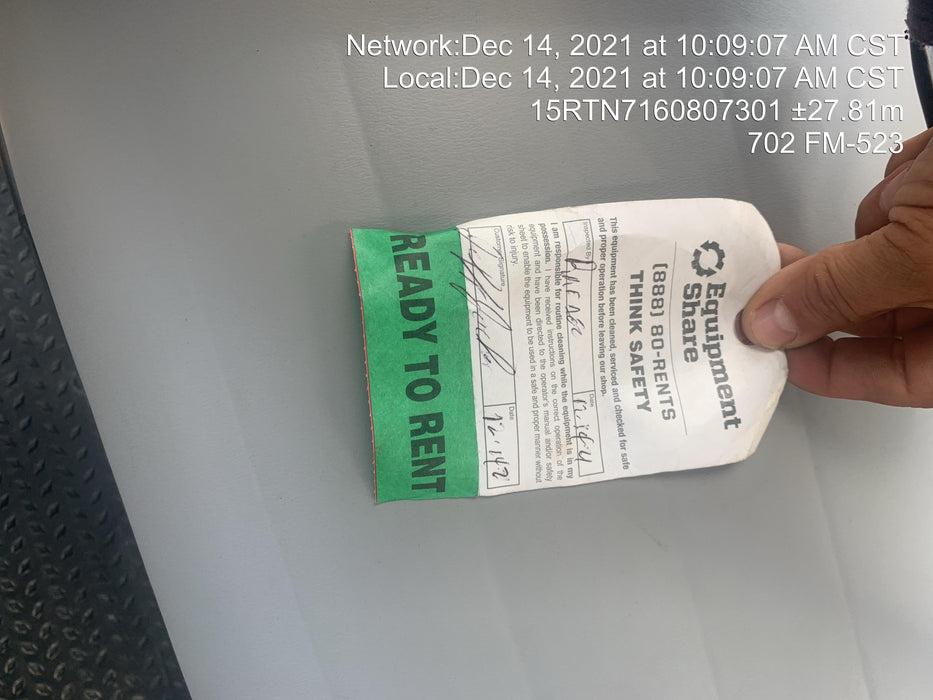 Network:Dec 14, 2021 at 10:09:07 AM CST
Local:Dec 14, 2021 at 10:09:07 AM CST
15RTN7160807301 ±27.81m
702 FM-523
Equipment
Share
(888) 80-RENTS
THINK SAFETY
This equipment has been cleaned, serviced and checked for safe
and proper operation before leaving our shop.
Inspected By
Date
I am responsible for routine cleaning while the equipment is in my
possession. I have received instructions on the correct operation of the
equipment and have been directed to the operator's manual and/or safety
sheet to enable the equipment to be used in a safe and proper manner without
risk to injury.
Customer Signature
Date
READY TO RENT